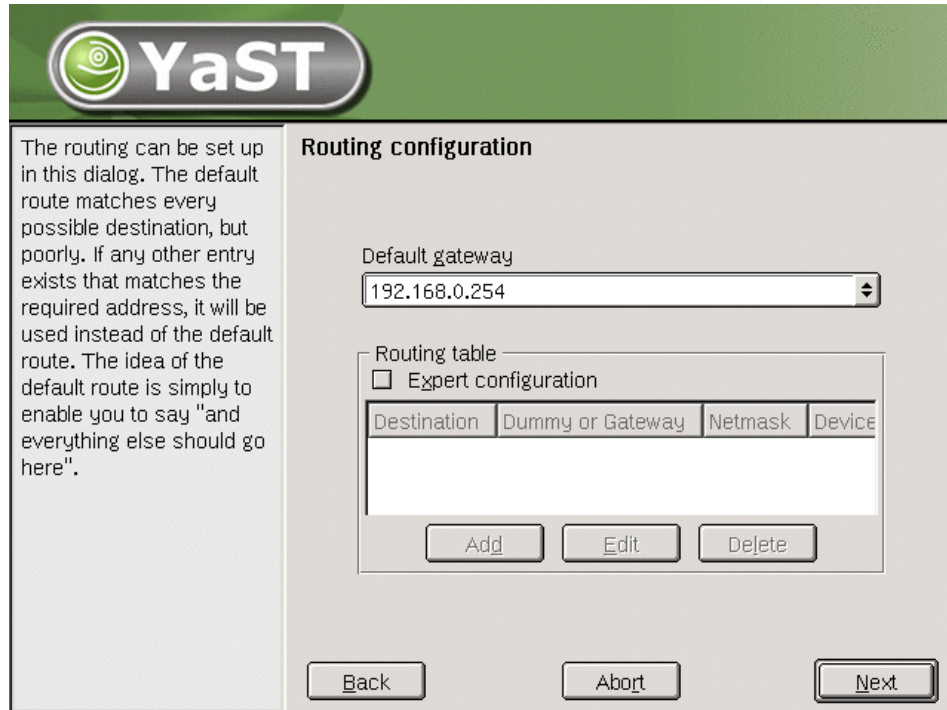 YaST
The routing can be set up
in this dialog. The default
route matches every
possible destination, but
poorly. If any other entry
exists that matches the
required address, it will be
used instead of the default
route. The idea of the
default route is simply to
enable you to say "and
everything else should go
here".
Routing configuration
Default gateway
192.168.0.254
Routing table
Expert configuration
Destination Dummy or Gateway Netmask Device
Add Edit Delete
Back Abort Next